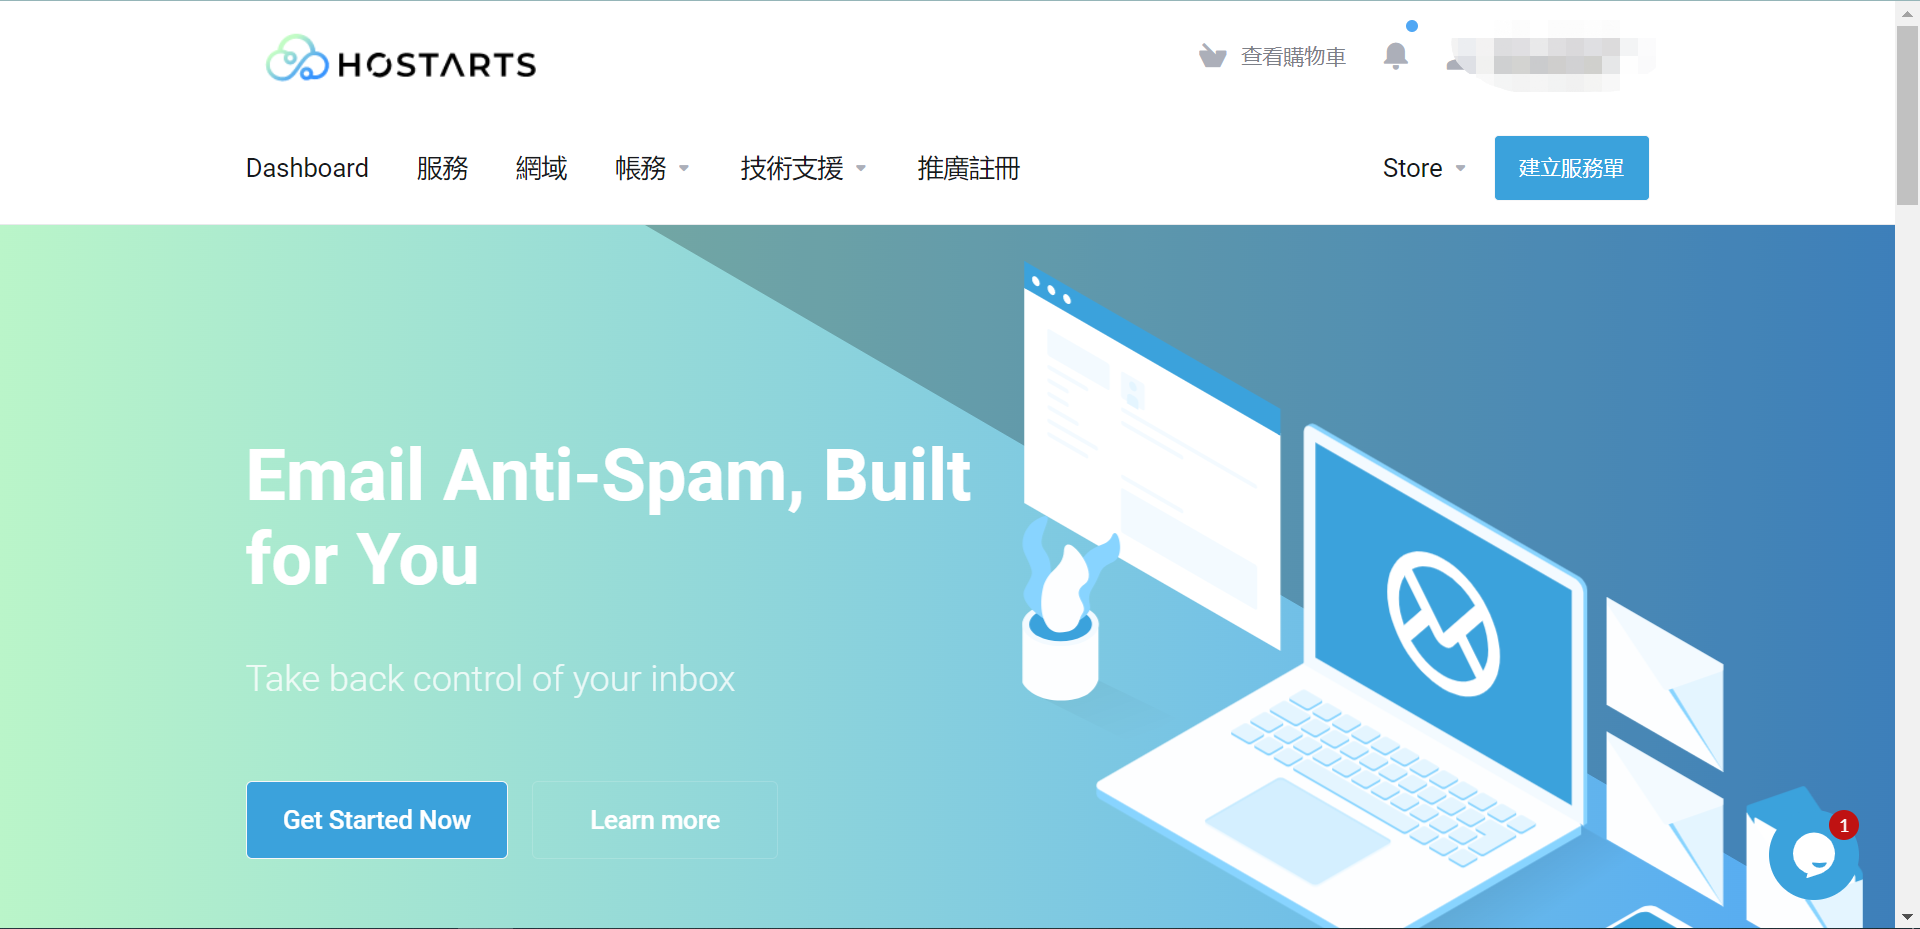 HOSTARTS
查看購物車
Dashboard 服務 網域 帳務 技術支援 推廣註冊 Store 建立服務單
Email Anti-Spam, Built
for You
Take back control of your inbox
Get Started Now Learn more
1